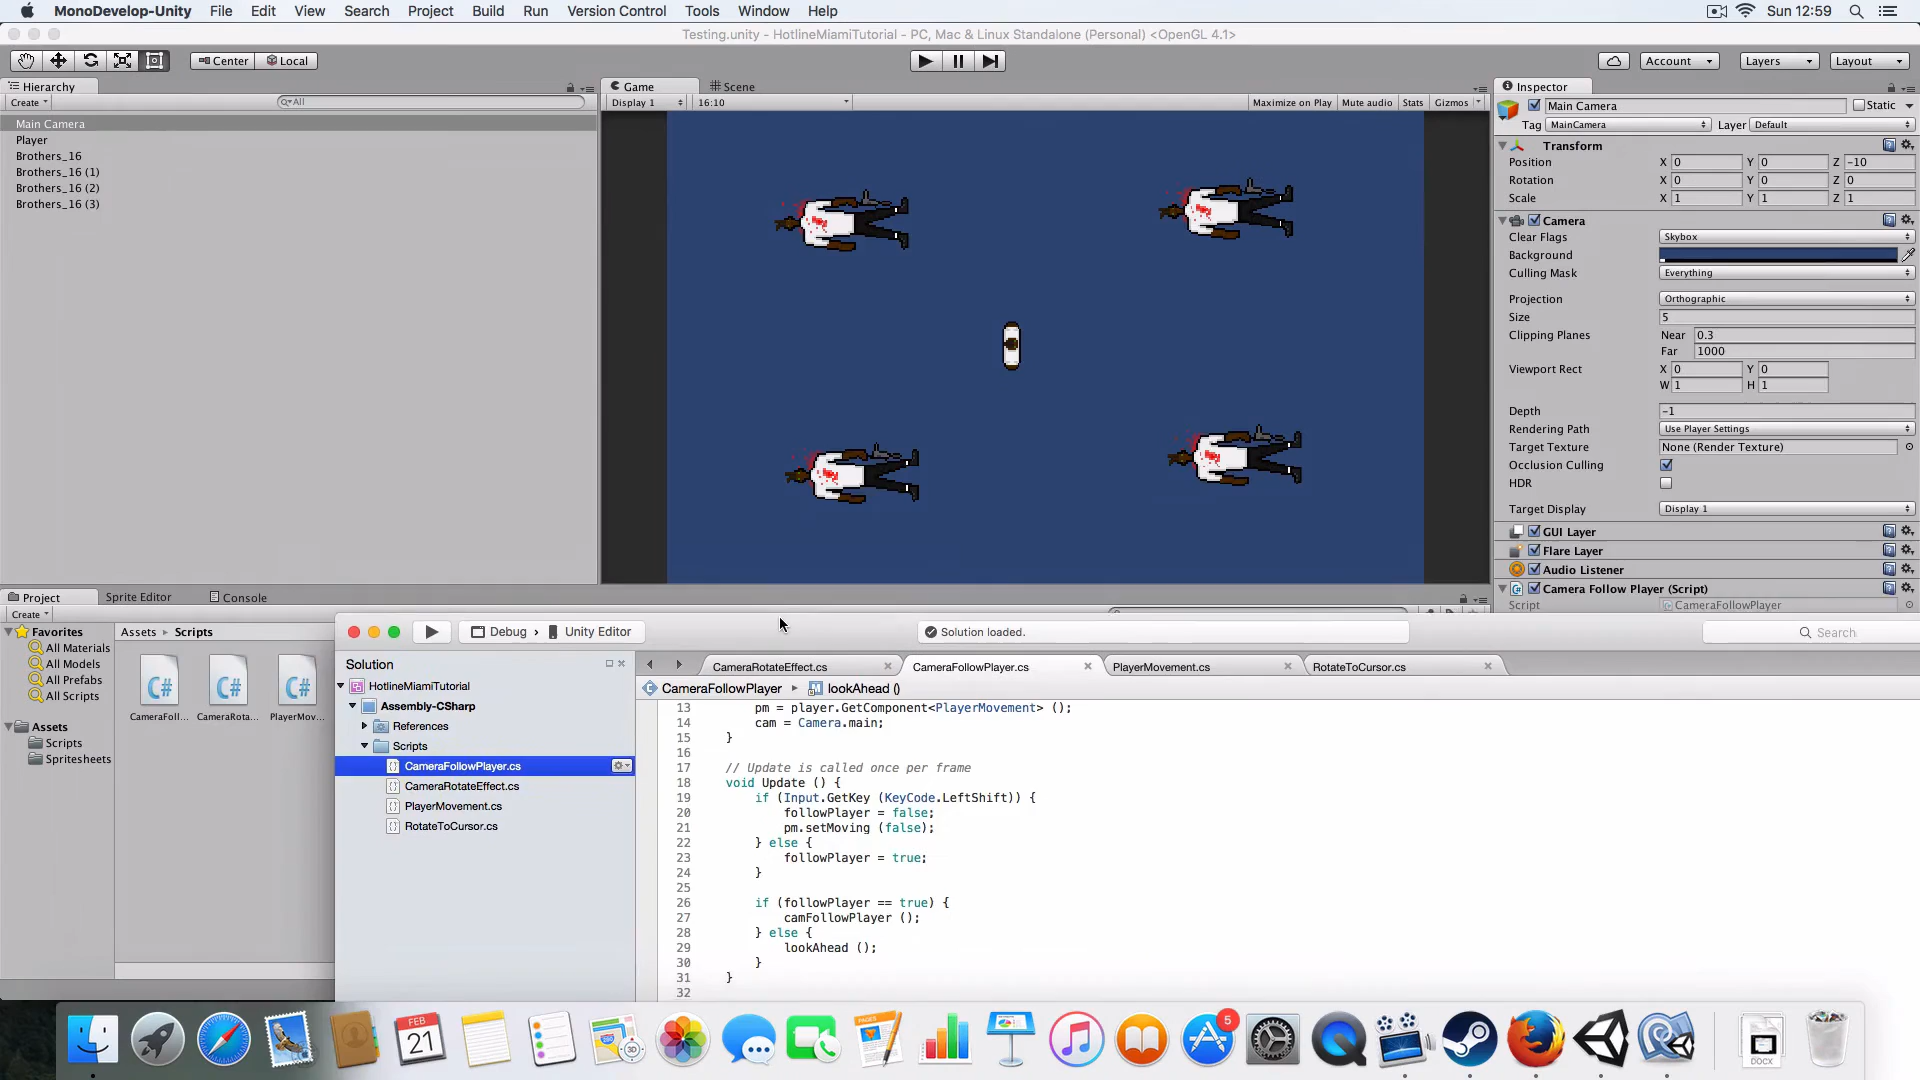 MonoDevelop-Unity File Edit View Search Project Build Run Version Control Tools Window Help Sun 12:59
Testing.unity - HotlineMiamiTutorial - PC, Mac & Linux Standalone (Personal) <OpenGL 4.1>
Center Local Account Layers Layout
Hierarchy
Create All
Main Camera
Player
Brothers_16
Brothers_16 (1)
Brothers_16 (2)
Brothers_16 (3)
Game Scene
Display 1 16:10 Maximize on Play Mute audio Stats Gizmos
Inspector
Main Camera Static
Tag MainCamera Layer Default
Transform
Position X 0 Y 0 Z -10
Rotation X 0 Y 0 Z 0
Scale X 1 Y 1 Z 1
Camera
Clear Flags Skybox
Background
Culling Mask Everything
Projection Orthographic
Size 5
Clipping Planes Near 0.3
Far 1000
Viewport Rect X 0 Y 0
W 1 H 1
Depth -1
Rendering Path Use Player Settings
Target Texture None (Render Texture)
Occlusion Culling
HDR
Target Display Display 1
GUI Layer
Flare Layer
Audio Listener
Camera Follow Player (Script)
Script CameraFollowPlayer
Project Sprite Editor Console
Create
Favorites
All Materials
All Models
All Prefabs
All Scripts
Assets
Scripts
Spritesheets
Assets Scripts
C# C# C#
CameraFoll... CameraRota... PlayerMov...
Debug Unity Editor Solution loaded. Search
Solution
HotlineMiamiTutorial
Assembly-CSharp
References
Scripts
CameraFollowPlayer.cs
CameraRotateEffect.cs
PlayerMovement.cs
RotateToCursor.cs
CameraRotateEffect.cs CameraFollowPlayer.cs PlayerMovement.cs RotateToCursor.cs
CameraFollowPlayer lookAhead ()
13 pm = player.GetComponent<PlayerMovement> ();
14 cam = Camera.main;
15 }
16
17 // Update is called once per frame
18 void Update () {
19 if (Input.GetKey (KeyCode.LeftShift)) {
20 followPlayer = false;
21 pm.setMoving (false);
22 } else {
23 followPlayer = true;
24 }
25
26 if (followPlayer == true) {
27 camFollowPlayer ();
28 } else {
29 lookAhead ();
30 }
31 }
32
FEB
21
3D
PAGES
5
DOCX